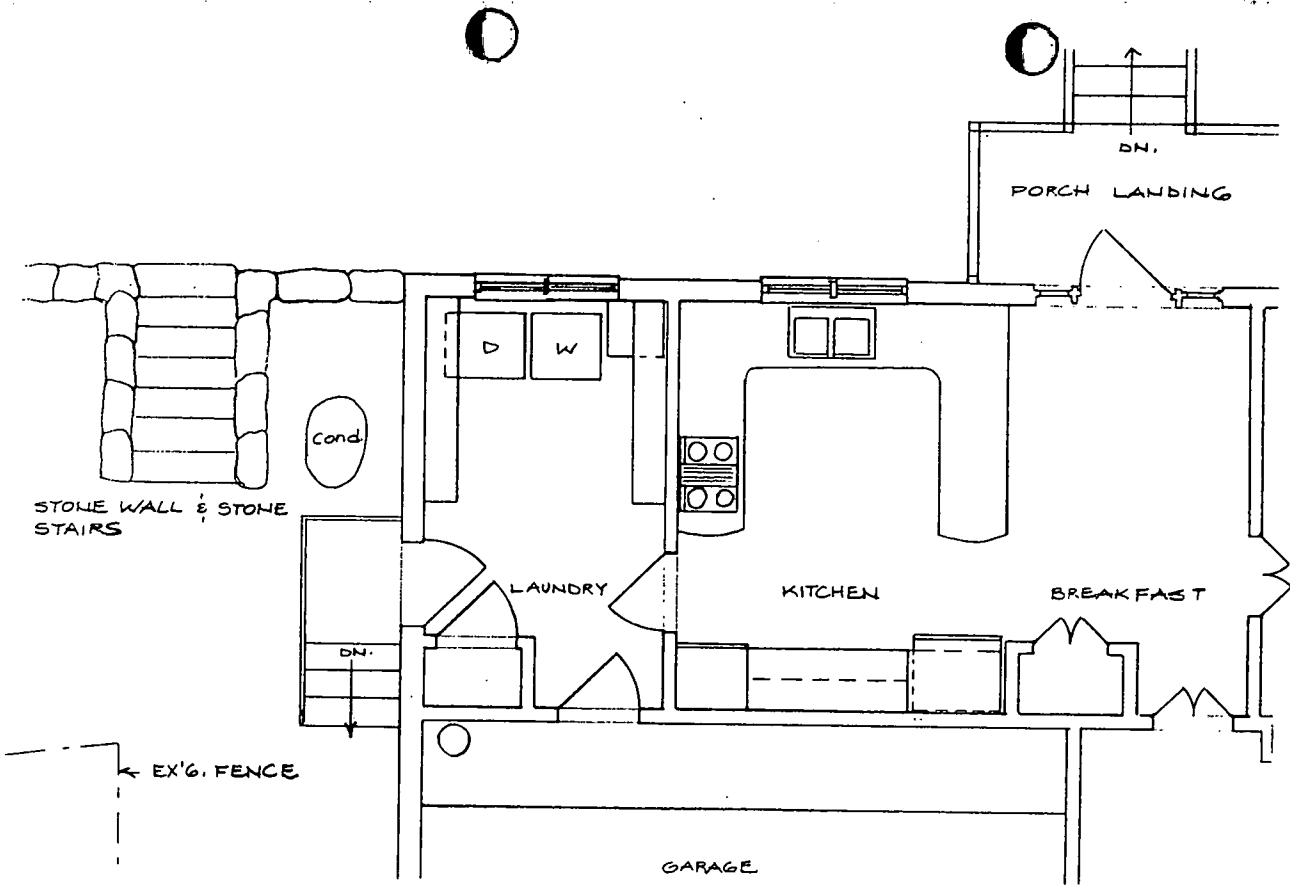 DN.
PORCH LANDING
D
W
Cond
STONE WALL & STONE
STAIRS
LAUNDRY
KITCHEN
BREAKFAST
DN.
EX'G. FENCE
GARAGE